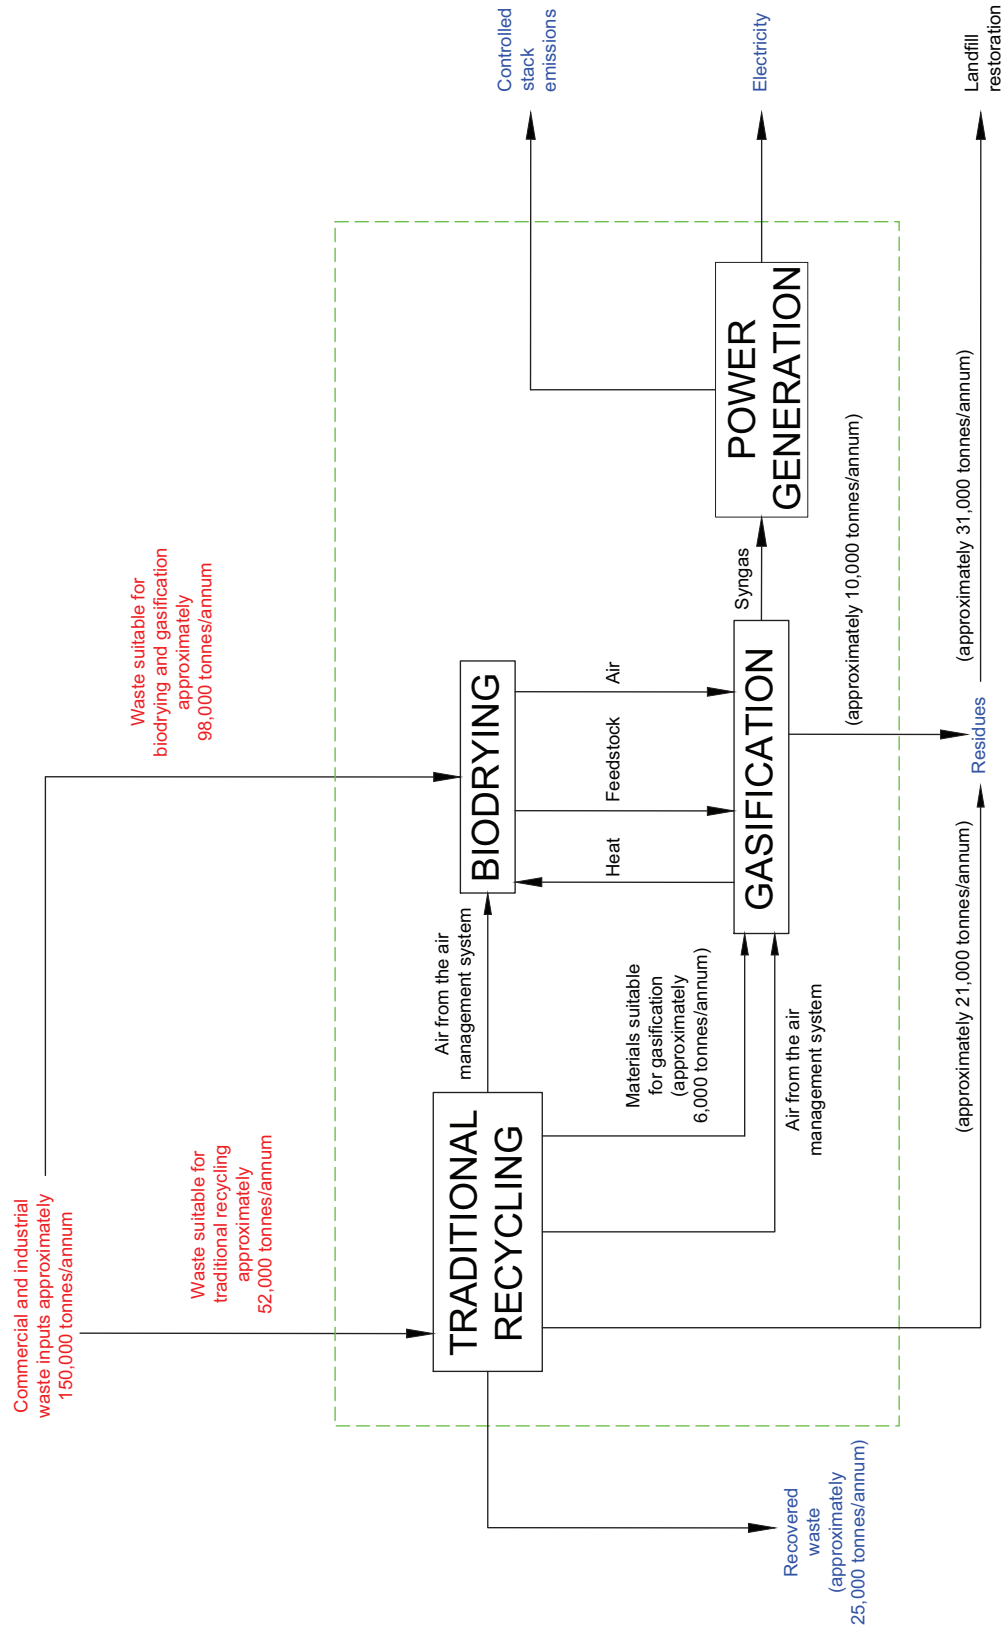 Commercial and industrial
waste inputs approximately
150,000 tonnes/annum
Waste suitable for
traditional recycling
approximately
52,000 tonnes/annum
Waste suitable for
biodrying and gasification
approximately
98,000 tonnes/annum
TRADITIONAL
RECYCLING
Air from the air
management system
BIODRYING
Heat
Feedstock
Air
Materials suitable
for gasification
(approximately
6,000 tonnes/annum)
Air from the air
management system
GASIFICATION
Syngas
POWER
GENERATION
Controlled
stack
emissions
Electricity
(approximately 10,000 tonnes/annum)
Recovered
waste
(approximately
25,000 tonnes/annum)
(approximately 21,000 tonnes/annum)
Residues
(approximately 31,000 tonnes/annum)
Landfill
restoration